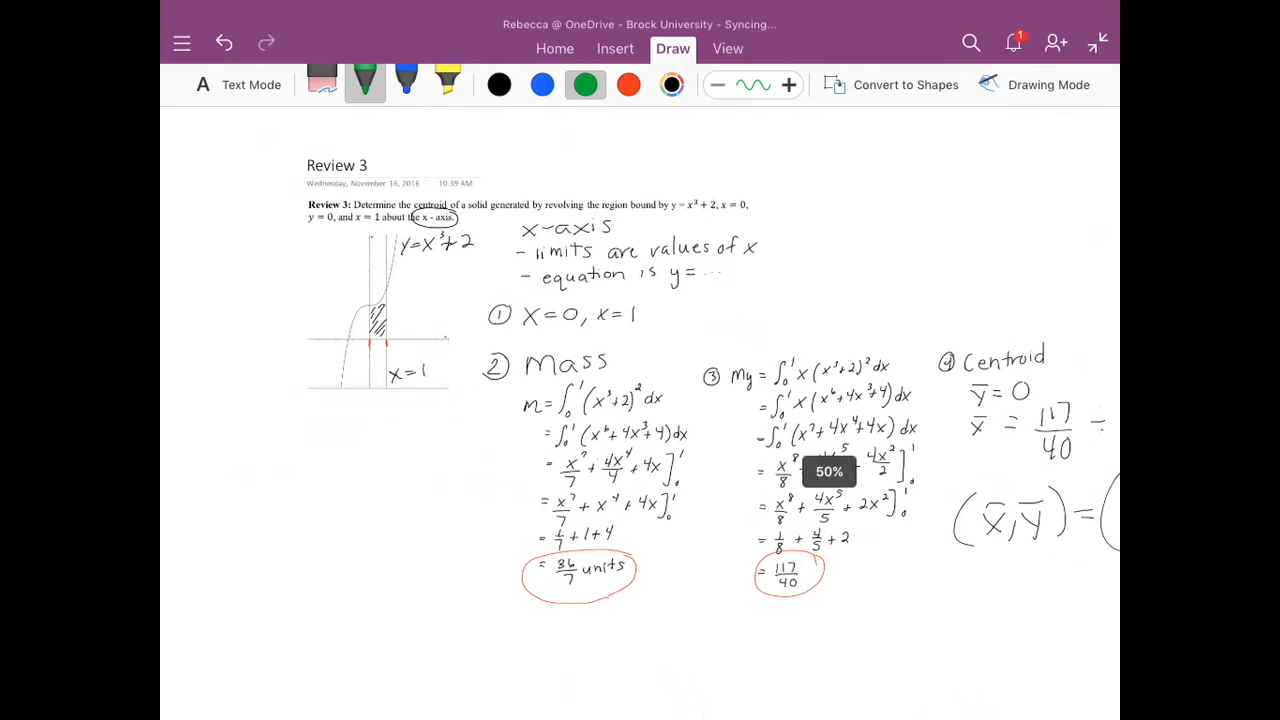 Rebecca @ OneDrive - Brock University - Syncing...
Home Insert Draw View
1
A Text Mode
Convert to Shapes
Drawing Mode
Review 3
Wednesday, November 16, 2016 10:39 AM
Review 3: Determine the centroid of a solid generated by revolving the region bound by y = x³ + 2, x = 0,
y = 0, and x = 1 about the x - axis.
y=x³+2
x=1
x-axis
- limits are values of x
- equation is y= ...
① x=0, x=1
② Mass
m = ∫₀¹ (x³+2)² dx
= ∫₀¹ (x⁶+4x³+4) dx
= x⁷/7 + 4x⁴/4 + 4x]₀¹
= x⁷/7 + x⁴ + 4x]₀¹
= 1/7 + 1 + 4
= 36/7 units
③ My = ∫₀¹ x(x³+2)² dx
= ∫₀¹ x(x⁶+4x³+4) dx
= ∫₀¹ (x⁷+4x⁴+4x) dx
= x⁸/8 4x²/2]₀¹
50%
= x⁸/8 + 4x⁵/5 + 2x²]₀¹
= 1/8 + 4/5 + 2
= 117/40
④ Centroid
ȳ = 0
x̄ = 117/40 ÷
(x̄,ȳ) = (